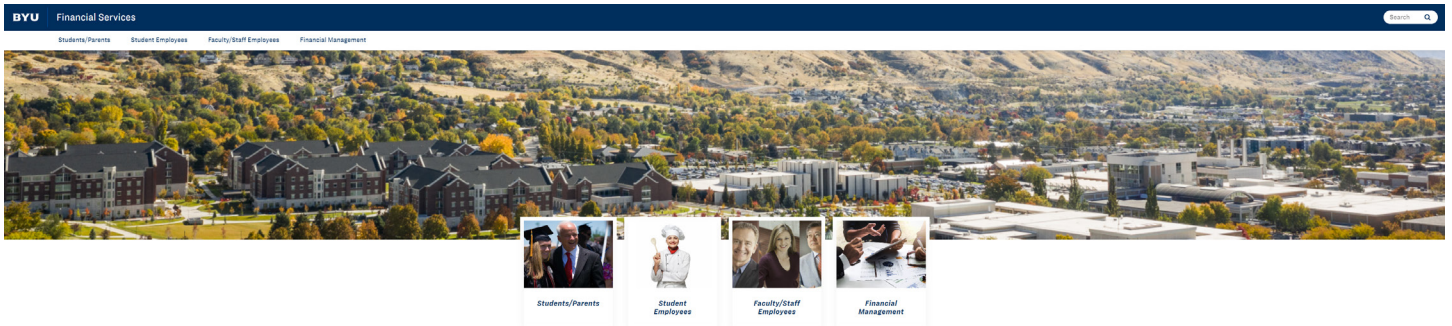 BYU Financial Services Search
Students/Parents Student Employees Faculty/Staff Employees Financial Management
Students/Parents
Student
Employees
Faculty/Staff
Employees
Financial
Management